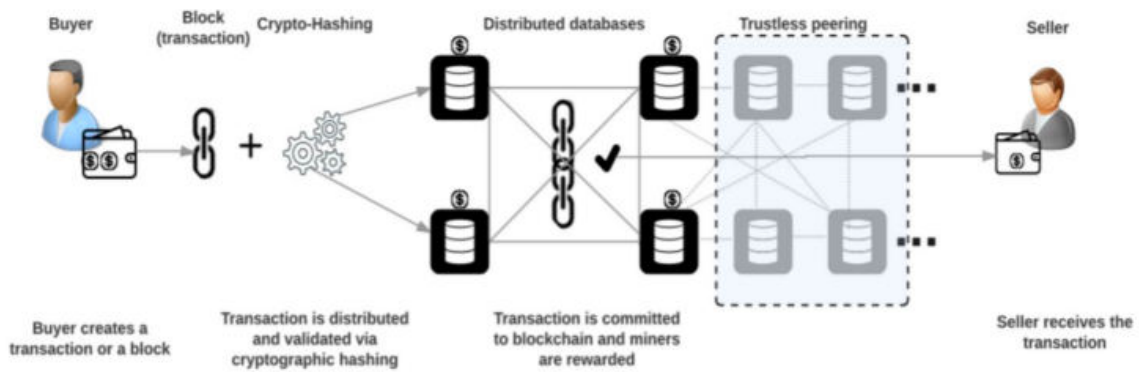 Buyer
Block
(transaction)
Crypto-Hashing
Distributed databases
Trustless peering
Seller
Buyer creates a
transaction or a block
Transaction is distributed
and validated via
cryptographic hashing
Transaction is committed
to blockchain and miners
are rewarded
Seller receives the
transaction